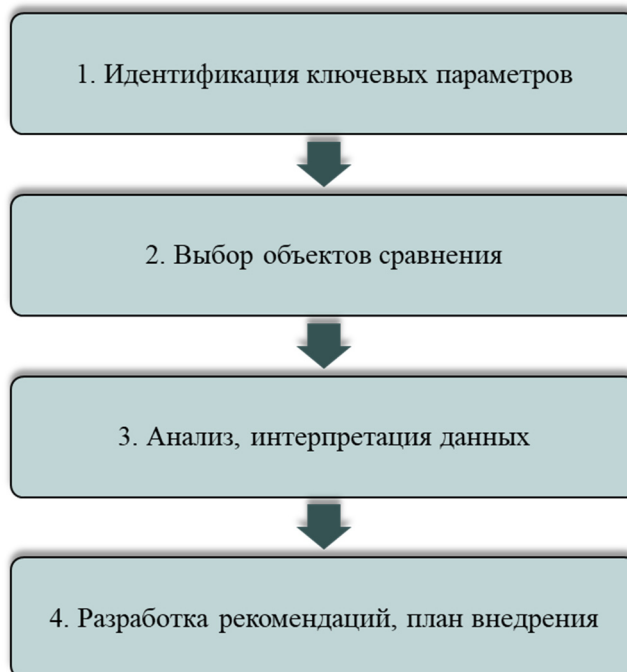 1. Идентификация ключевых параметров
2. Выбор объектов сравнения
3. Анализ, интерпретация данных
4. Разработка рекомендаций, план внедрения